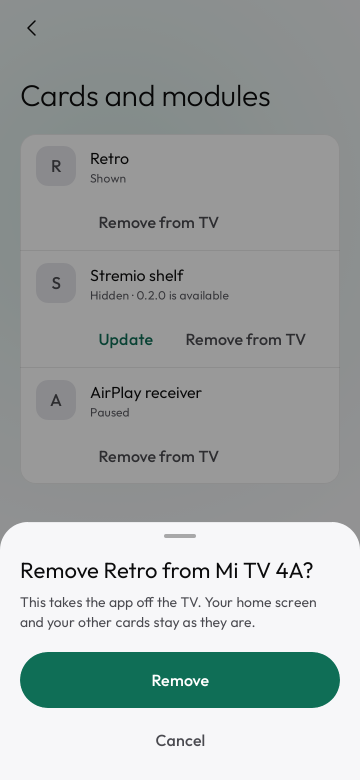 Cards and modules
R
Retro
Shown
Remove from TV
S
Stremio shelf
Hidden · 0.2.0 is available
Update
Remove from TV
A
AirPlay receiver
Paused
Remove from TV
Remove Retro from Mi TV 4A?
This takes the app off the TV. Your home screen
and your other cards stay as they are.
Remove
Cancel